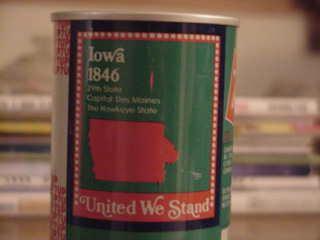 Iowa
1846
29th State
Capital: Des Moines
The Hawkeye State
United We Stand